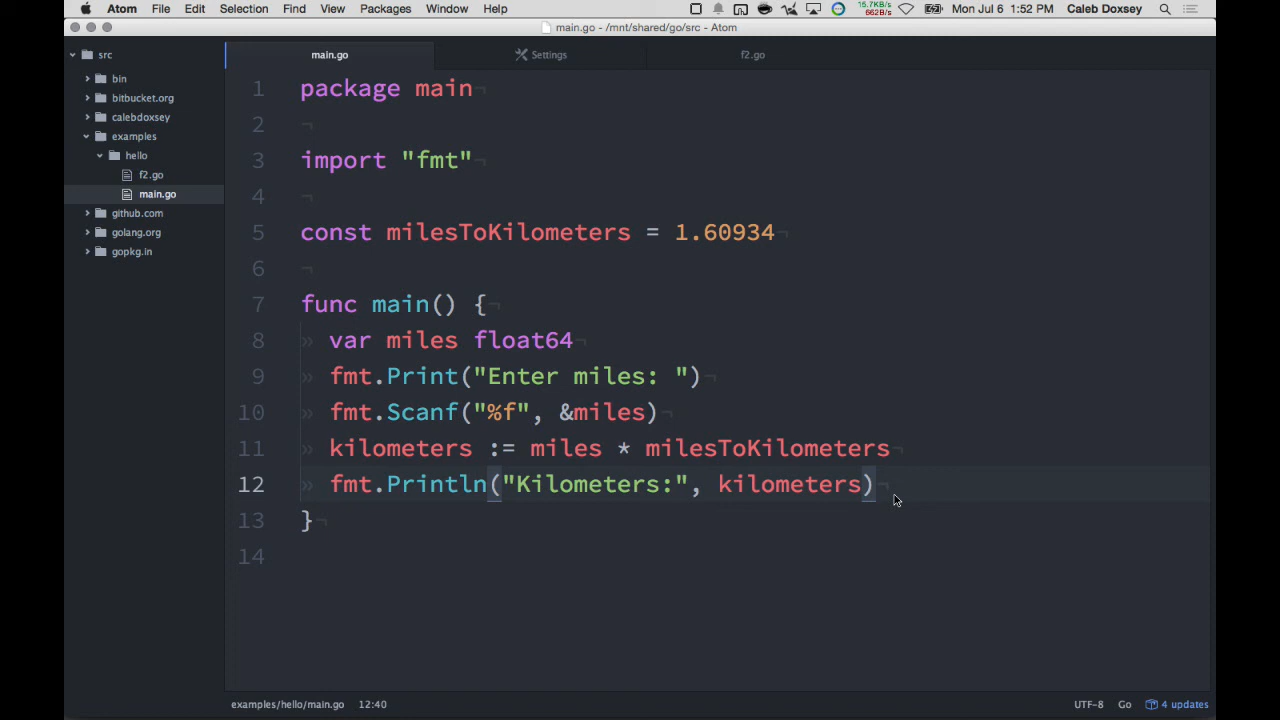 Atom File Edit Selection Find View Packages Window Help 15.7KB/s 662B/s Mon Jul 6 1:52 PM Caleb Doxsey
main.go - /mnt/shared/go/src - Atom
src
bin
bitbucket.org
calebdoxsey
examples
hello
f2.go
main.go
github.com
golang.org
gopkg.in
main.go Settings f2.go
1 package main¬
2 ¬
3 import "fmt"¬
4 ¬
5 const milesToKilometers = 1.60934¬
6 ¬
7 func main() {¬
8 » var miles float64¬
9 » fmt.Print("Enter miles: ")¬
10 » fmt.Scanf("%f", &miles)¬
11 » kilometers := miles * milesToKilometers¬
12 » fmt.Println("Kilometers:", kilometers)¬
13 }¬
14
examples/hello/main.go 12:40 UTF-8 Go 4 updates